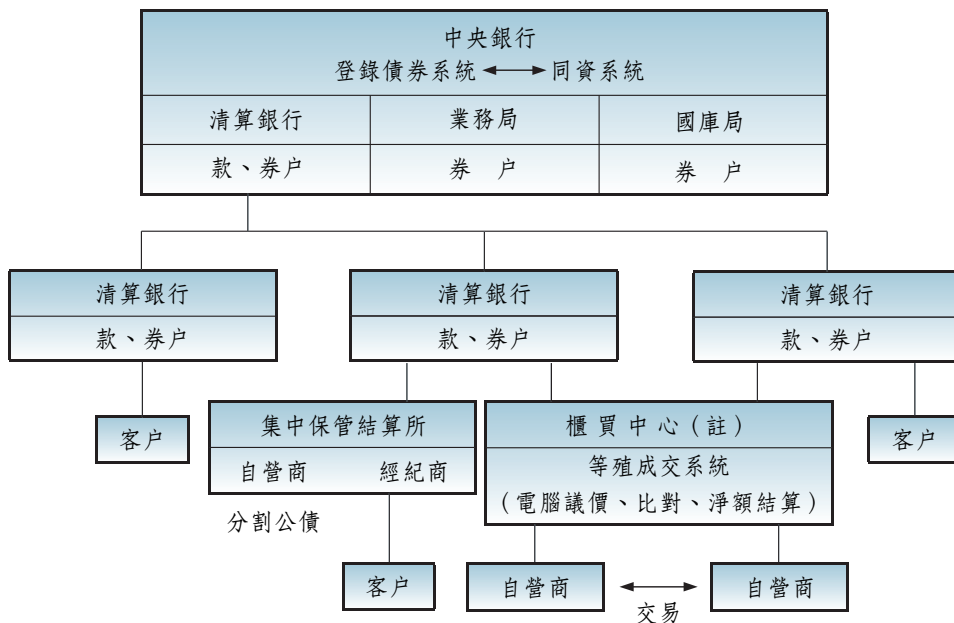 中央銀行
登錄債券系統 同資系統
清算銀行 業務局 國庫局
款、券户 券 户 券 户
清算銀行 清算銀行 清算銀行
款、券户 款、券户 款、券户
客户 集中保管結算所 櫃買中心(註) 客户
自營商 經紀商 等殖成交系統
(電腦議價、比對、淨額結算)
分割公債
客户 自營商 自營商
交易